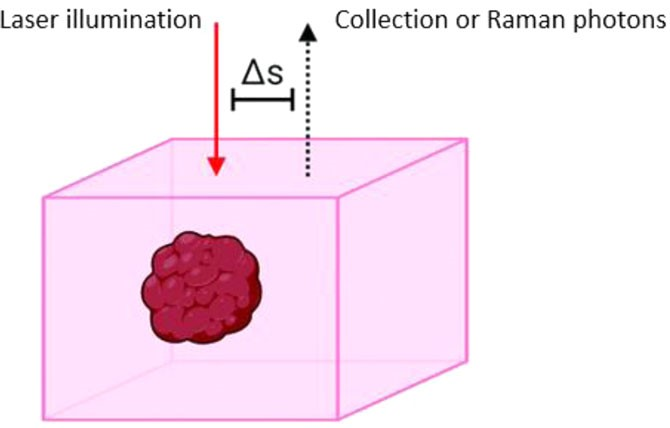 Laser illumination
Collection or Raman photons
Δs